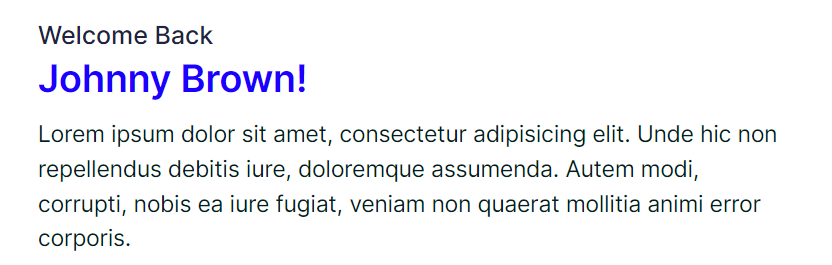 Welcome Back
Johnny Brown!
Lorem ipsum dolor sit amet, consectetur adipisicing elit. Unde hic non
repellendus debitis iure, doloremque assumenda. Autem modi,
corrupti, nobis ea iure fugiat, veniam non quaerat mollitia animi error
corporis.